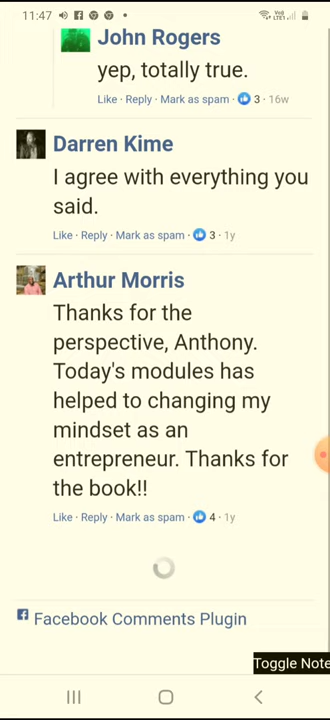 11:47
John Rogers
yep, totally true.
Like · Reply · Mark as spam · 3 · 16w
Darren Kime
I agree with everything you
said.
Like · Reply · Mark as spam · 3 · 1y
Arthur Morris
Thanks for the
perspective, Anthony.
Today's modules has
helped to changing my
mindset as an
entrepreneur. Thanks for
the book!!
Like · Reply · Mark as spam · 4 · 1y
Facebook Comments Plugin
Toggle Note